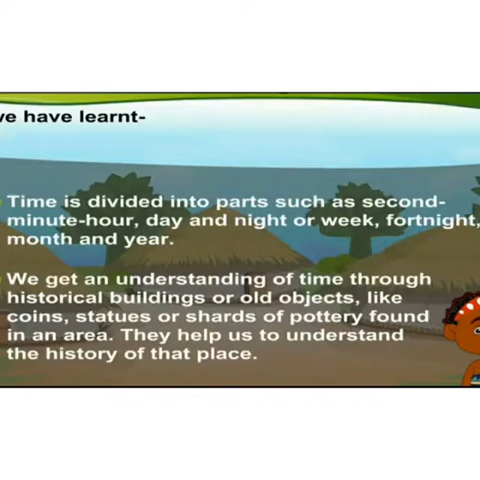 ve have learnt-
Time is divided into parts such as second-
minute-hour, day and night or week, fortnight,
month and year.
We get an understanding of time through
historical buildings or old objects, like
coins, statues or shards of pottery found
in an area. They help us to understand
the history of that place.